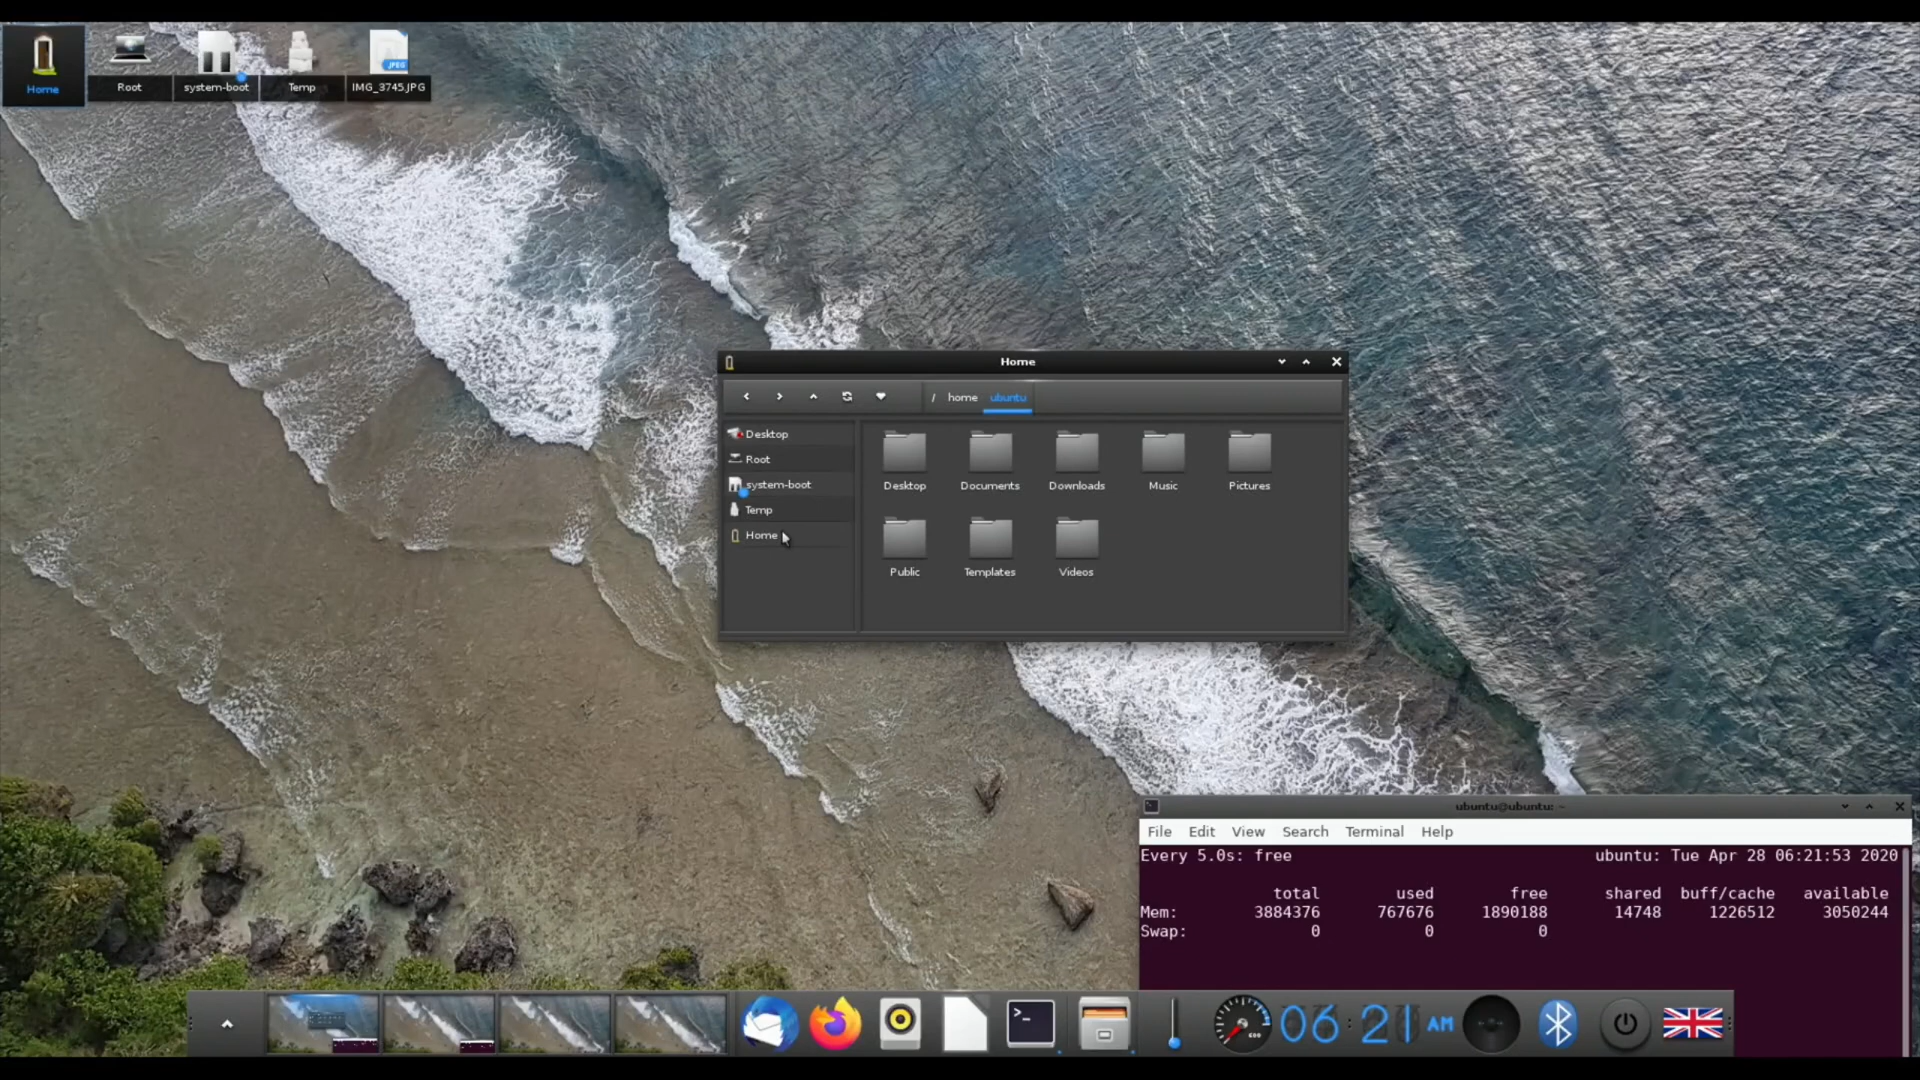 Home
Root
system-boot
Temp
JPEG
IMG_3745.JPG
Home
/ home ubuntu
Desktop
Root
system-boot
Temp
Home
Desktop
Documents
Downloads
Music
Pictures
Public
Templates
Videos
ubuntu@ubuntu: ~
File Edit View Search Terminal Help
Every 5.0s: free ubuntu: Tue Apr 28 06:21:53 2020
total used free shared buff/cache available
Mem: 3884376 767676 1890188 14748 1226512 3050244
Swap: 0 0 0
>_
06:21 AM